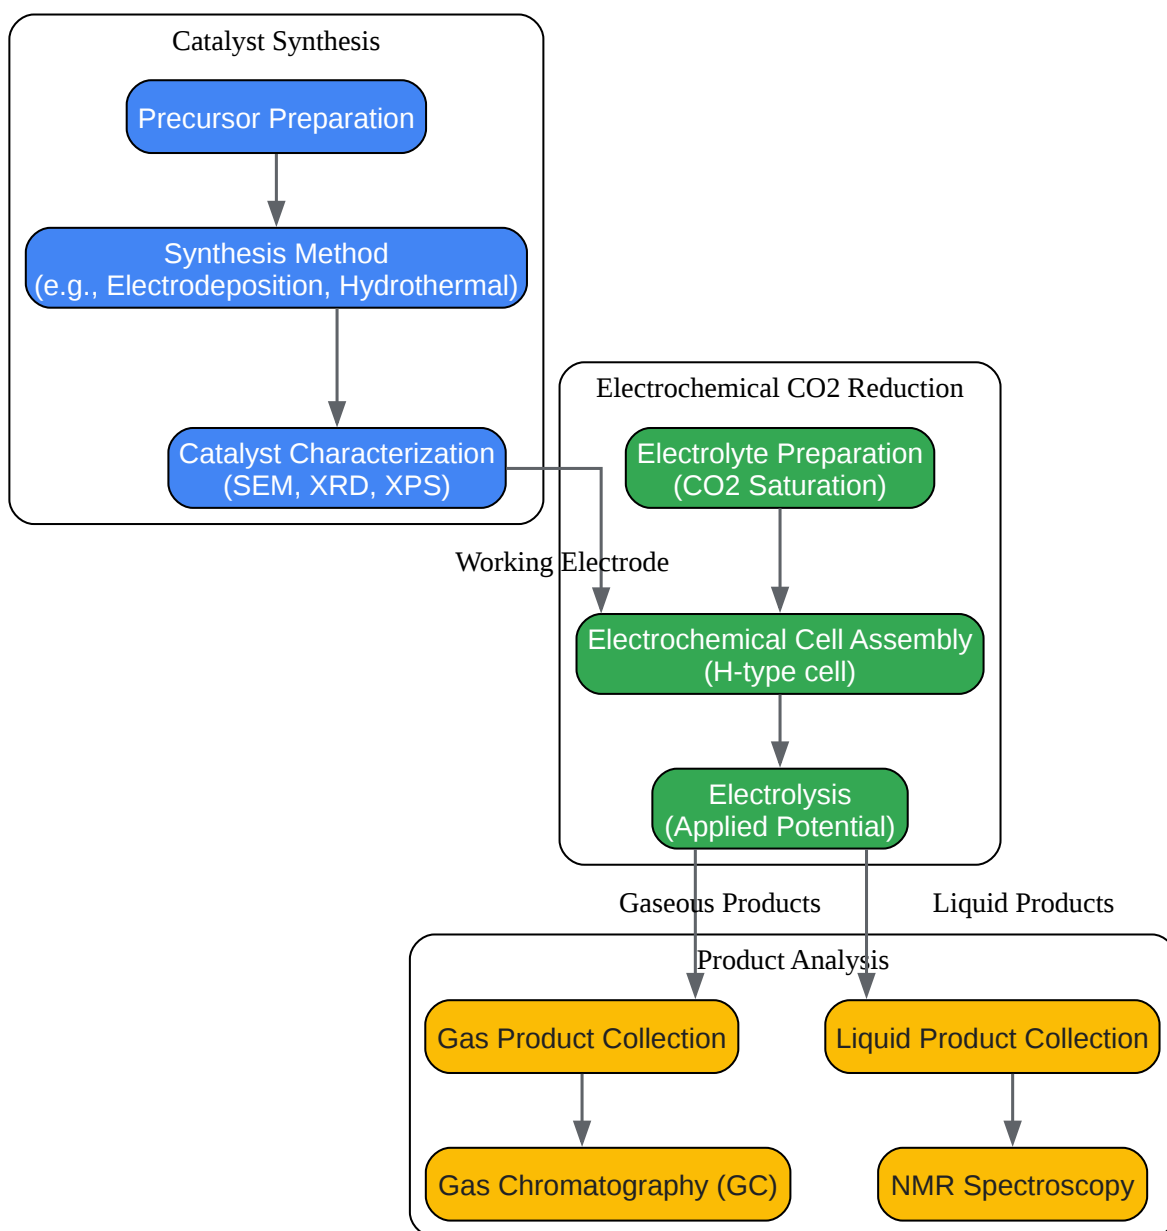 Catalyst Synthesis
Precursor Preparation
Synthesis Method
(e.g., Electrodeposition, Hydrothermal)
Catalyst Characterization
(SEM, XRD, XPS)
Electrochemical CO2 Reduction
Electrolyte Preparation
(CO2 Saturation)
Working Electrode
Electrochemical Cell Assembly
(H-type cell)
Electrolysis
(Applied Potential)
Gaseous Products
Liquid Products
Product Analysis
Gas Product Collection
Liquid Product Collection
Gas Chromatography (GC)
NMR Spectroscopy